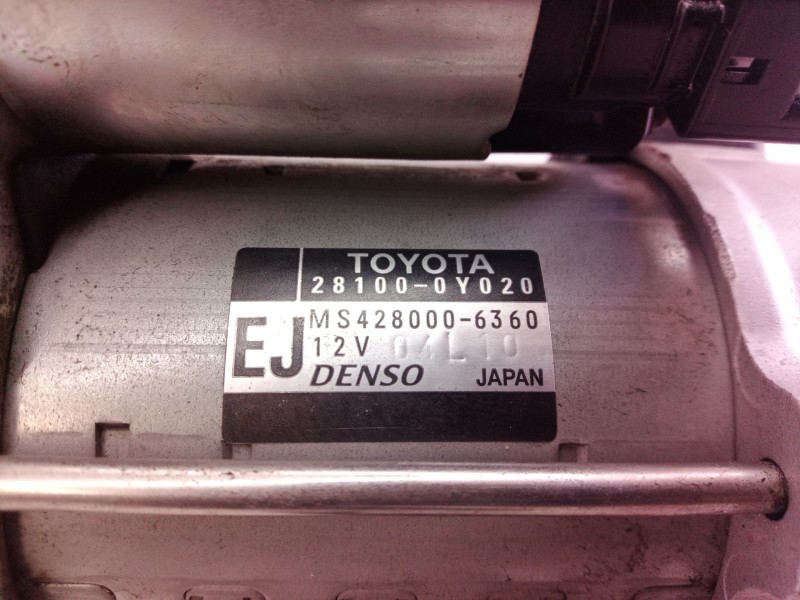 TOYOTA
28100-0Y020
EJ
MS428000-6360
12V 04L10
DENSO JAPAN